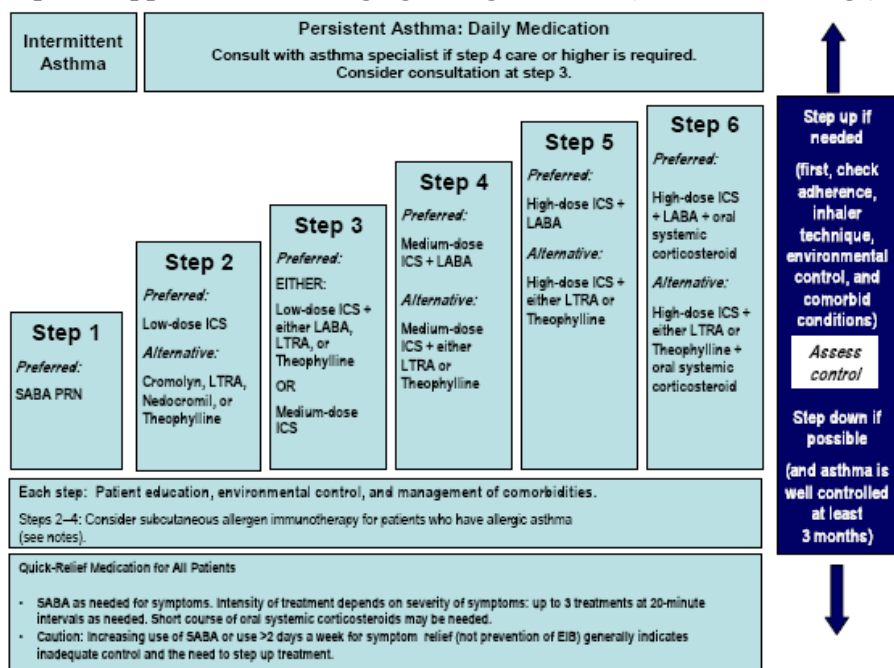 Intermittent
Asthma
Persistent Asthma: Daily Medication
Consult with asthma specialist if step 4 care or higher is required.
Consider consultation at step 3.
Step 1
Preferred:
SABA PRN
Step 2
Preferred:
Low-dose ICS
Alternative:
Cromolyn, LTRA,
Nedocromil, or
Theophylline
Step 3
Preferred:
EITHER:
Low-dose ICS +
either LABA,
LTRA, or
Theophylline
OR
Medium-dose
ICS
Step 4
Preferred:
Medium-dose
ICS + LABA
Alternative:
Medium-dose
ICS + either
LTRA or
Theophylline
Step 5
Preferred:
High-dose ICS +
LABA
Alternative:
High-dose ICS +
either LTRA or
Theophylline
Step 6
Preferred:
High-dose ICS
+ LABA + oral
systemic
corticosteroid
Alternative:
High-dose ICS +
either LTRA or
Theophylline +
oral systemic
corticosteroid
Step up if
needed
(first, check
adherence,
inhaler
technique,
environmental
control, and
comorbid
conditions)
Assess
control
Step down if
possible
(and asthma is
well controlled
at least
3 months)
Each step: Patient education, environmental control, and management of comorbidities.
Steps 2–4: Consider subcutaneous allergen immunotherapy for patients who have allergic asthma
(see notes).
Quick-Relief Medication for All Patients
• SABA as needed for symptoms. Intensity of treatment depends on severity of symptoms: up to 3 treatments at 20-minute
intervals as needed. Short course of oral systemic corticosteroids may be needed.
• Caution: Increasing use of SABA or use >2 days a week for symptom relief (not prevention of EIB) generally indicates
inadequate control and the need to step up treatment.